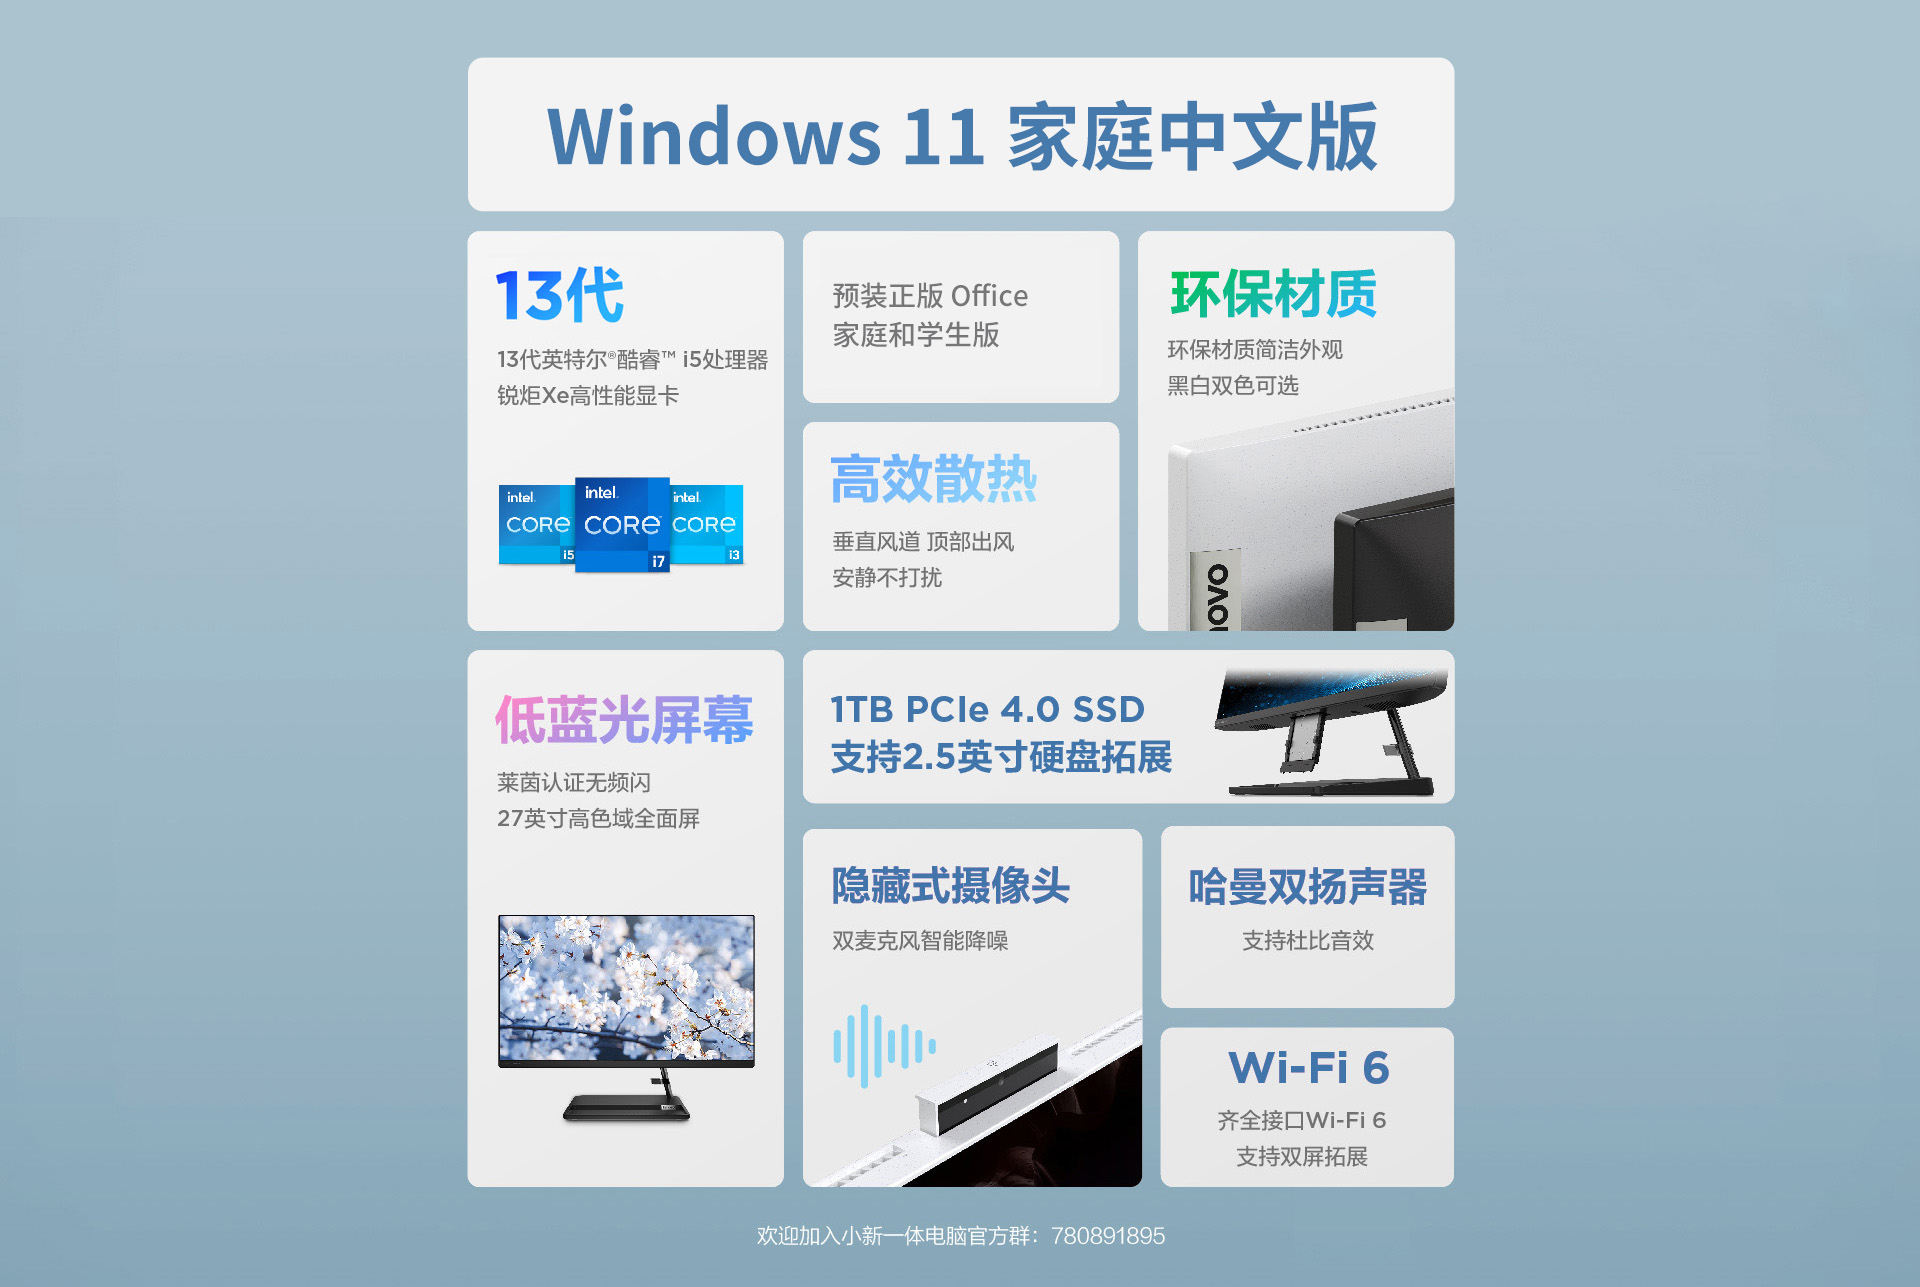 Windows 11 家庭中文版
13代
13代英特尔®酷睿™ i5处理器
锐炬Xe高性能显卡
intel.
CORE
i5
intel.
CORE™
i7
intel.
CORE
i3
预装正版 Office
家庭和学生版
高效散热
垂直风道 顶部出风
安静不打扰
环保材质
环保材质简洁外观
黑白双色可选
novo
低蓝光屏幕
莱茵认证无频闪
27英寸高色域全面屏
1TB PCIe 4.0 SSD
支持2.5英寸硬盘拓展
隐藏式摄像头
双麦克风智能降噪
哈曼双扬声器
支持杜比音效
Wi-Fi 6
齐全接口Wi-Fi 6
支持双屏拓展
欢迎加入小新一体电脑官方群：780891895